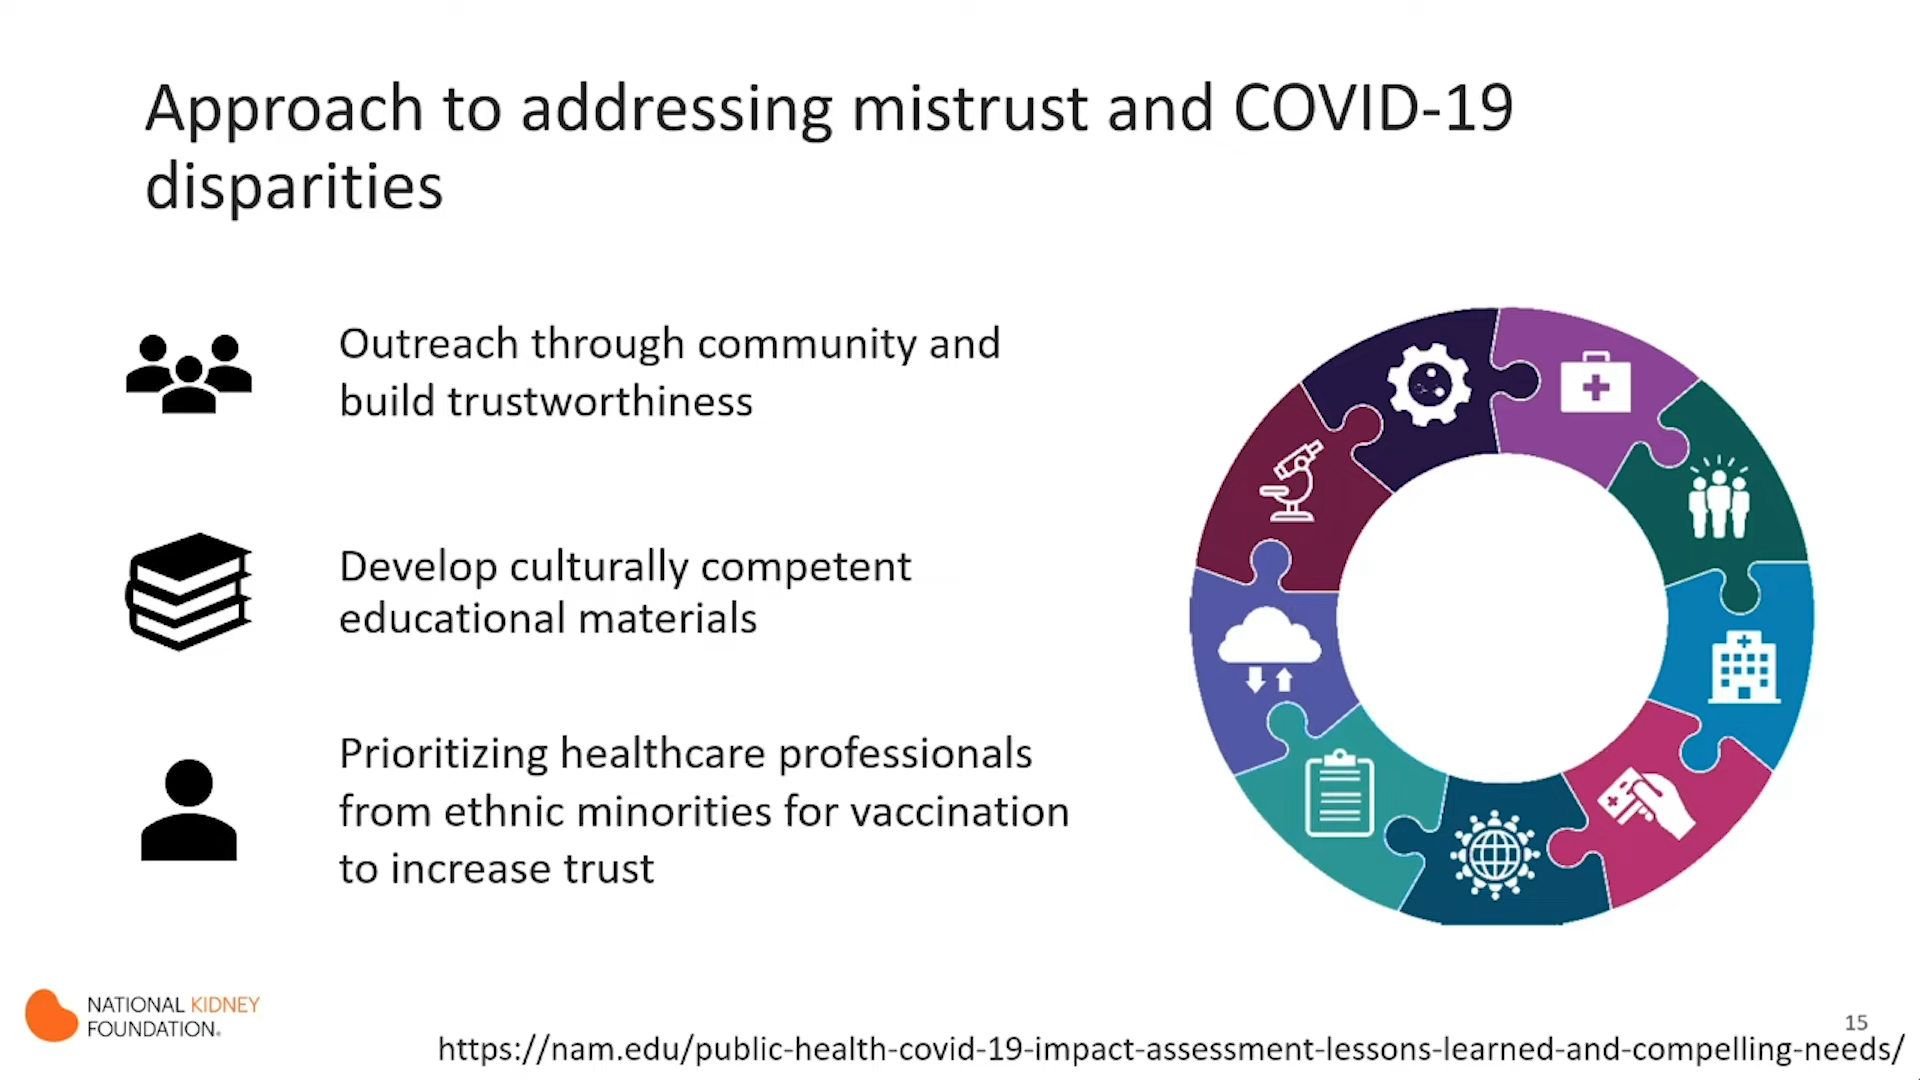 Approach to addressing mistrust and COVID-19
disparities
Outreach through community and
build trustworthiness
Develop culturally competent
educational materials
Prioritizing healthcare professionals
from ethnic minorities for vaccination
to increase trust
NATIONAL KIDNEY
FOUNDATION®
15
https://nam.edu/public-health-covid-19-impact-assessment-lessons-learned-and-compelling-needs/